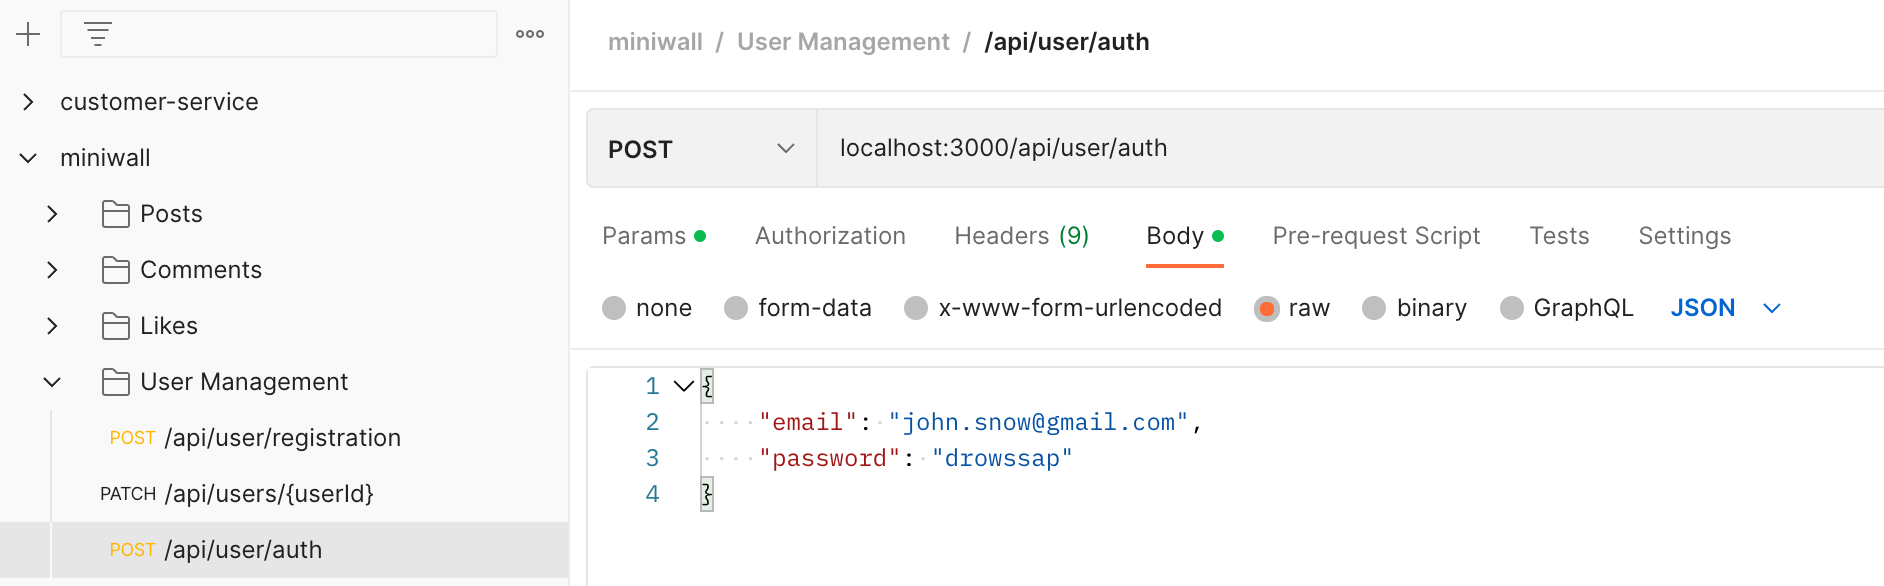 customer-service
miniwall
Posts
Comments
Likes
User Management
POST /api/user/registration
PATCH /api/users/{userId}
POST /api/user/auth
miniwall / User Management / /api/user/auth
POST localhost:3000/api/user/auth
Params Authorization Headers (9) Body Pre-request Script Tests Settings
none form-data x-www-form-urlencoded raw binary GraphQL JSON
1 {
2 "email": "john.snow@gmail.com",
3 "password": "drowssap"
4 }